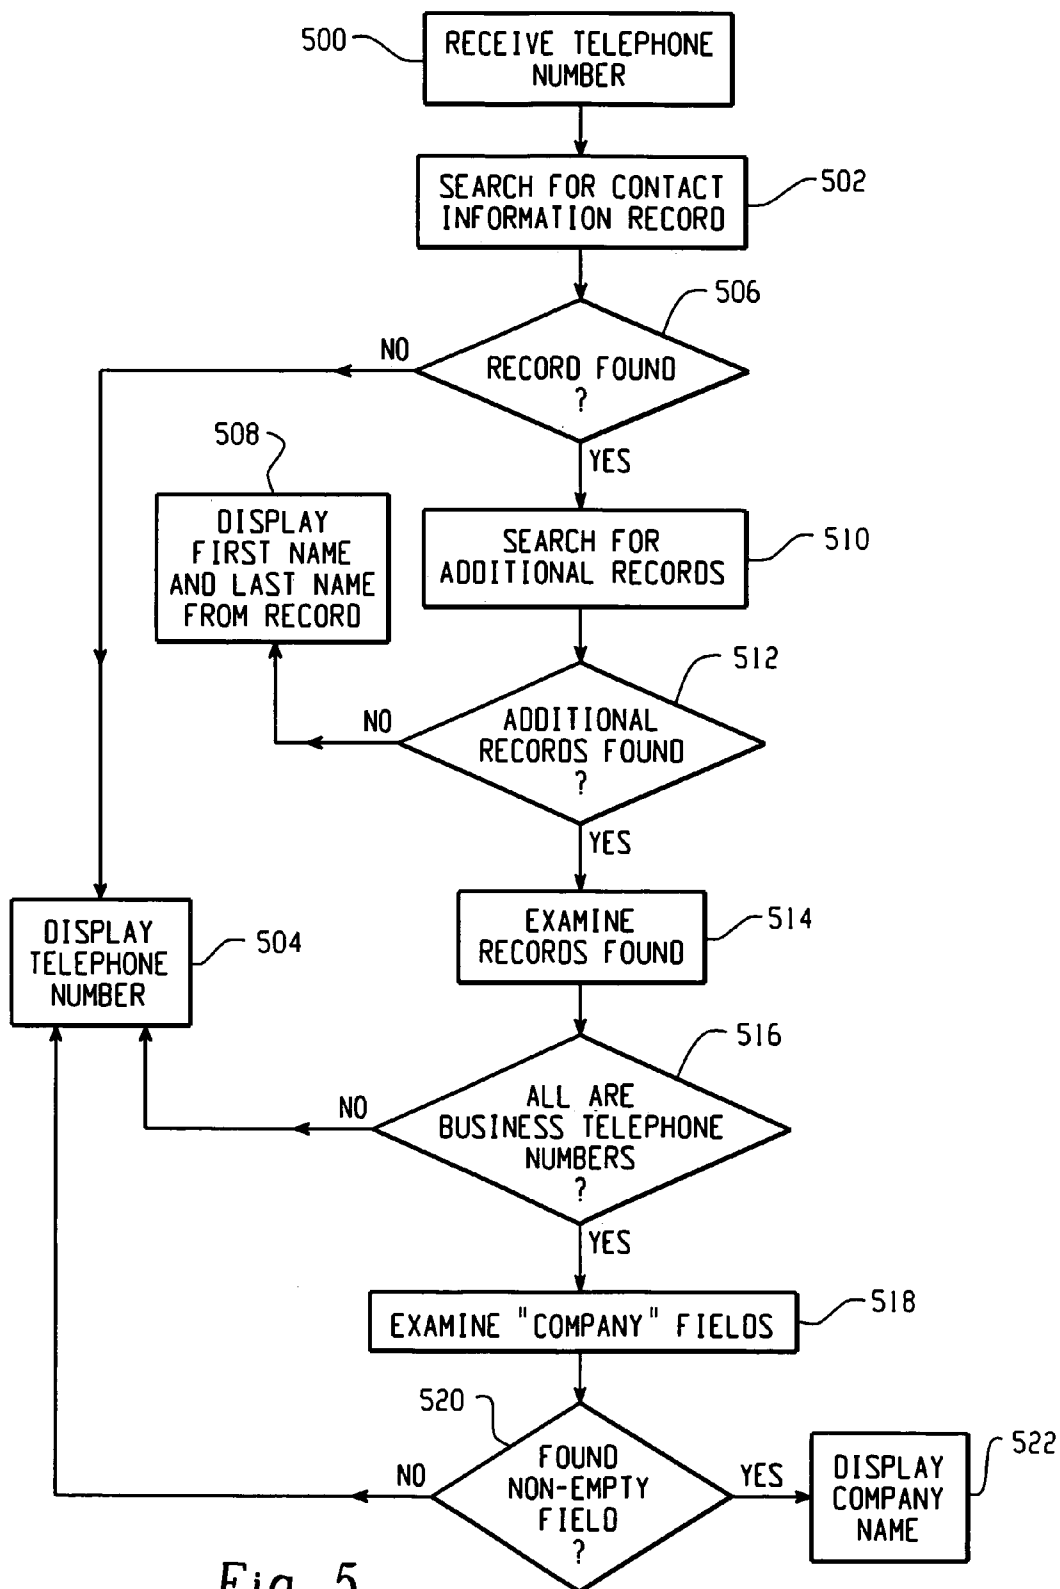 500
RECEIVE TELEPHONE
NUMBER
SEARCH FOR CONTACT
INFORMATION RECORD
502
506
NO
RECORD FOUND
?
YES
508
DISPLAY
FIRST NAME
AND LAST NAME
FROM RECORD
SEARCH FOR
ADDITIONAL RECORDS
510
512
NO
ADDITIONAL
RECORDS FOUND
?
YES
DISPLAY
TELEPHONE
NUMBER
504
EXAMINE
RECORDS FOUND
514
516
NO
ALL ARE
BUSINESS TELEPHONE
NUMBERS
?
YES
EXAMINE "COMPANY" FIELDS
518
520
NO
FOUND
NON-EMPTY
FIELD
?
YES
DISPLAY
COMPANY
NAME
522
Fig. 5